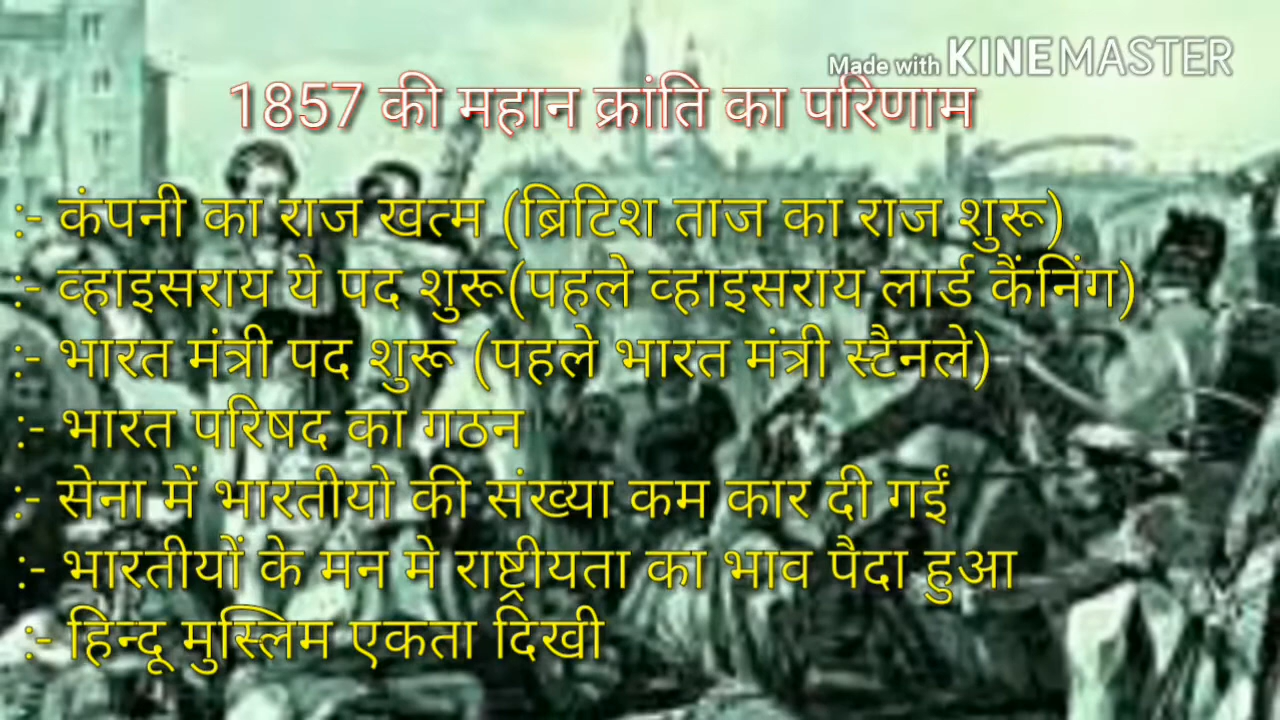 Made with KINEMASTER
1857 की महान क्रांति का परिणाम
:- कंपनी का राज खत्म (ब्रिटिश ताज का राज शुरू)
:- व्हाइसराय ये पद शुरू(पहले व्हाइसराय लार्ड कैंनिंग)
:- भारत मंत्री पद शुरू (पहले भारत मंत्री स्टैनले)
:- भारत परिषद का गठन
:- सेना में भारतीयो की संख्या कम कार दी गईं
:- भारतीयों के मन मे राष्ट्रीयता का भाव पैदा हुआ
:- हिन्दू मुस्लिम एकता दिखी